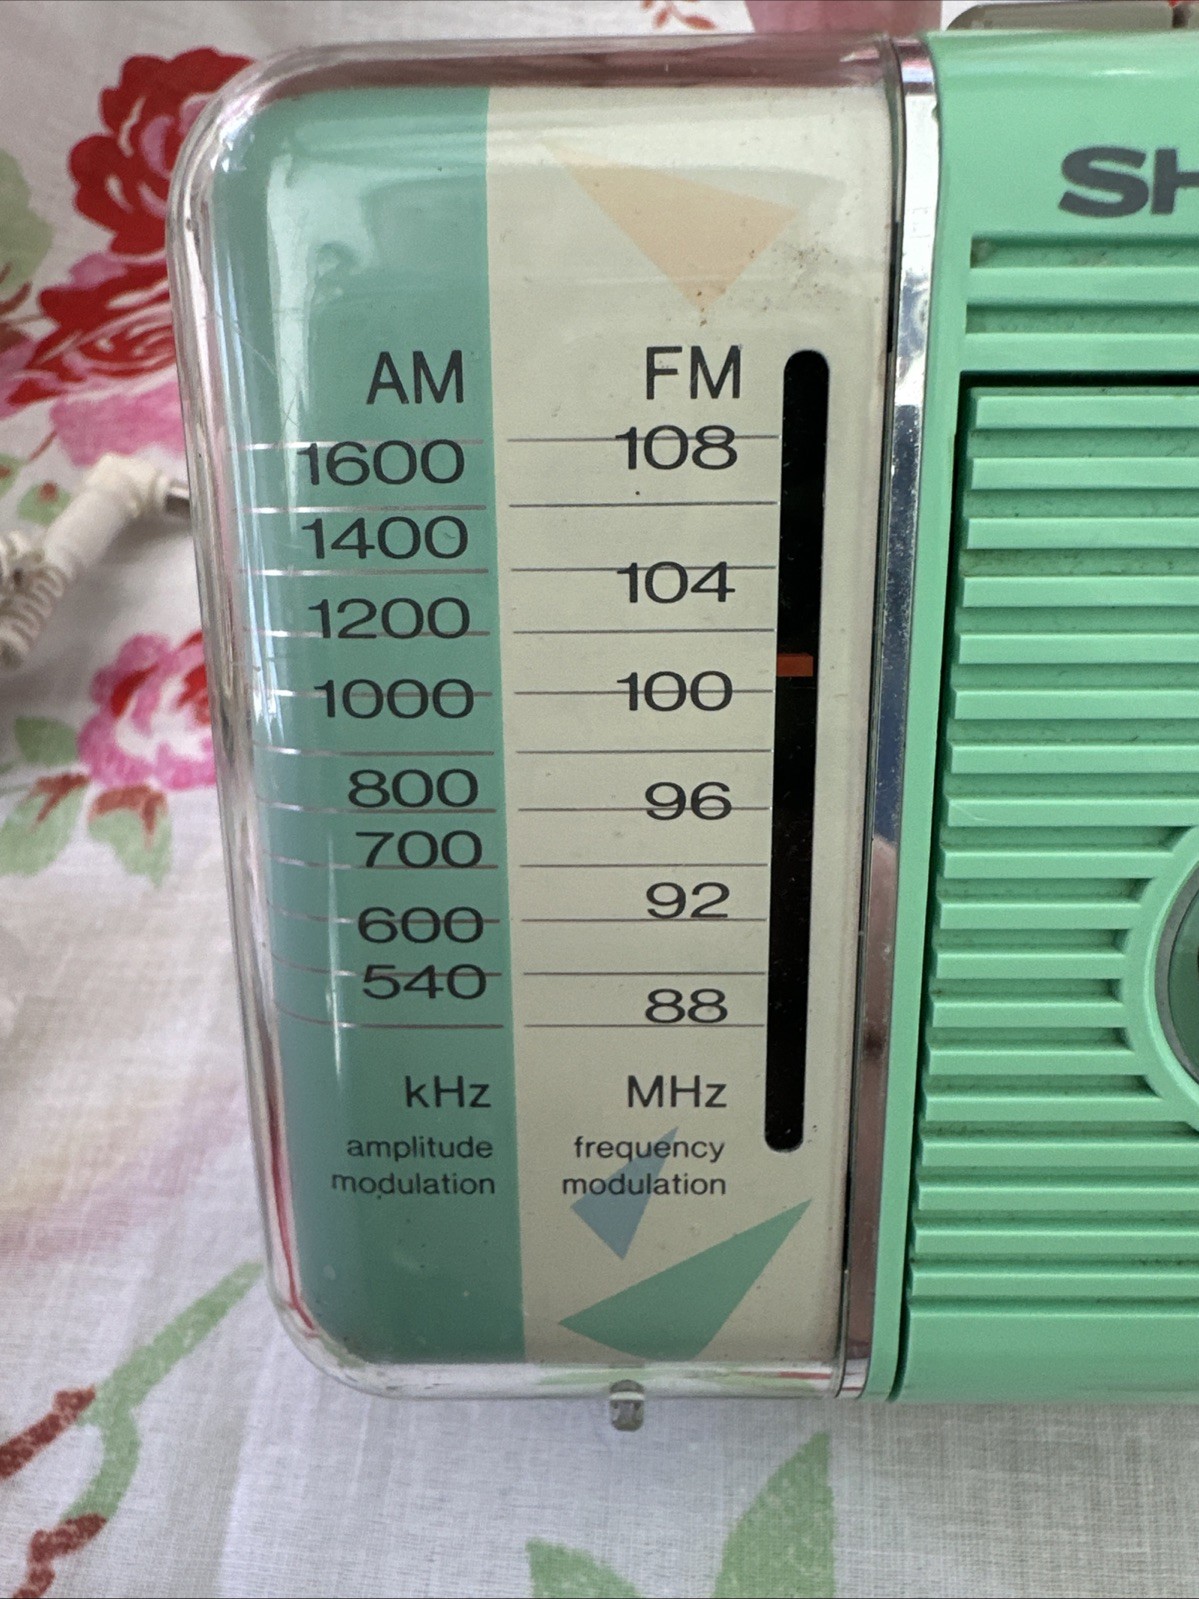 SH
AM FM
1600 108
1400
104
1200
1000 100
800 96
700
92
600
540
88
kHz MHz
amplitude frequency
modulation modulation